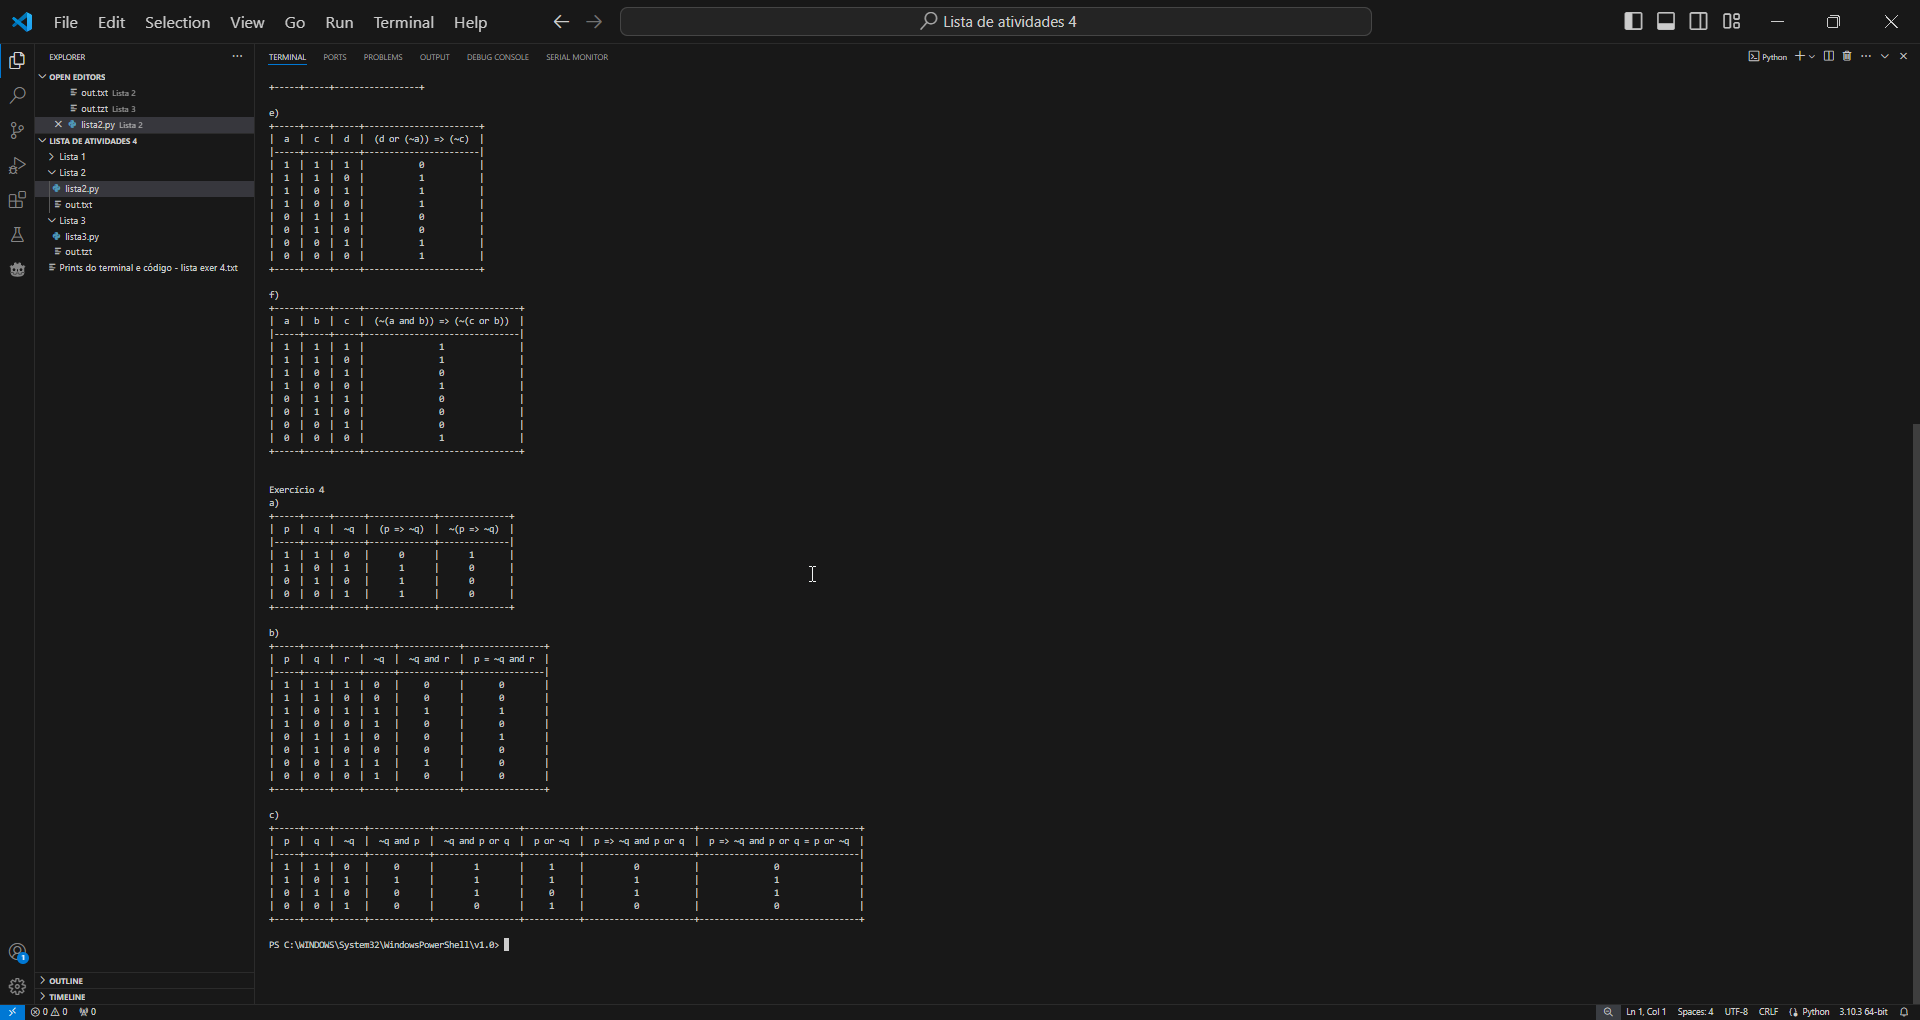 File Edit Selection View Go Run Terminal Help
Lista de atividades 4
EXPLORER
OPEN EDITORS
out.txt Lista 2
out.tzt Lista 3
lista2.py Lista 2
LISTA DE ATIVIDADES 4
Lista 1
Lista 2
lista2.py
out.txt
Lista 3
lista3.py
out.tzt
Prints do terminal e código - lista exer 4.txt
OUTLINE
TIMELINE
TERMINAL PORTS PROBLEMS OUTPUT DEBUG CONSOLE SERIAL MONITOR
Python
+-----+-----+-----------------+
e)
+-----+-----+-----+-----------------------+
| a | c | d | (d or (~a)) => (~c) |
|-----+-----+-----+-----------------------|
| 1 | 1 | 1 | 0 |
| 1 | 1 | 0 | 1 |
| 1 | 0 | 1 | 1 |
| 1 | 0 | 0 | 1 |
| 0 | 1 | 1 | 0 |
| 0 | 1 | 0 | 0 |
| 0 | 0 | 1 | 1 |
| 0 | 0 | 0 | 1 |
+-----+-----+-----+-----------------------+
f)
+-----+-----+-----+-------------------------------+
| a | b | c | (~(a and b)) => (~(c or b)) |
|-----+-----+-----+-------------------------------|
| 1 | 1 | 1 | 1 |
| 1 | 1 | 0 | 1 |
| 1 | 0 | 1 | 0 |
| 1 | 0 | 0 | 1 |
| 0 | 1 | 1 | 0 |
| 0 | 1 | 0 | 0 |
| 0 | 0 | 1 | 0 |
| 0 | 0 | 0 | 1 |
+-----+-----+-----+-------------------------------+
Exercício 4
a)
+-----+-----+------+-------------+--------------+
| p | q | ~q | (p => ~q) | ~(p => ~q) |
|-----+-----+------+-------------+--------------|
| 1 | 1 | 0 | 0 | 1 |
| 1 | 0 | 1 | 1 | 0 |
| 0 | 1 | 0 | 1 | 0 |
| 0 | 0 | 1 | 1 | 0 |
+-----+-----+------+-------------+--------------+
b)
+-----+-----+-----+------+------------+----------------+
| p | q | r | ~q | ~q and r | p = ~q and r |
|-----+-----+-----+------+------------+----------------|
| 1 | 1 | 1 | 0 | 0 | 0 |
| 1 | 1 | 0 | 0 | 0 | 0 |
| 1 | 0 | 1 | 1 | 1 | 1 |
| 1 | 0 | 0 | 1 | 0 | 0 |
| 0 | 1 | 1 | 0 | 0 | 1 |
| 0 | 1 | 0 | 0 | 0 | 0 |
| 0 | 0 | 1 | 1 | 1 | 0 |
| 0 | 0 | 0 | 1 | 0 | 0 |
+-----+-----+-----+------+------------+----------------+
c)
+-----+-----+------+------------+-----------------+-----------+----------------------+--------------------------------+
| p | q | ~q | ~q and p | ~q and p or q | p or ~q | p => ~q and p or q | p => ~q and p or q = p or ~q |
|-----+-----+------+------------+-----------------+-----------+----------------------+--------------------------------|
| 1 | 1 | 0 | 0 | 1 | 1 | 0 | 0 |
| 1 | 0 | 1 | 1 | 1 | 1 | 1 | 1 |
| 0 | 1 | 0 | 0 | 1 | 0 | 1 | 1 |
| 0 | 0 | 1 | 0 | 0 | 1 | 0 | 0 |
+-----+-----+------+------------+-----------------+-----------+----------------------+--------------------------------+
PS C:\WINDOWS\System32\WindowsPowerShell\v1.0>
1
0 0 0
Ln 1, Col 1 Spaces: 4 UTF-8 CRLF Python 3.10.3 64-bit